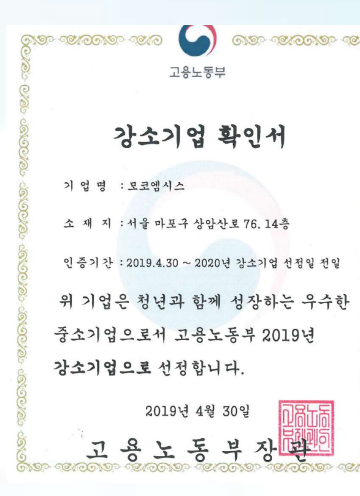 고용노동부
강소기업 확인서
기 업 명 : 모코엠시스
소 재 지 : 서울 마포구 상암산로 76, 14층
인증기간 : 2019.4.30 ~ 2020년 강소기업 선정일 전일
위 기업은 청년과 함께 성장하는 우수한
중소기업으로서 고용노동부 2019년
강소기업으로 선정합니다.
2019년 4월 30일
고 용 노 동 부 장 관